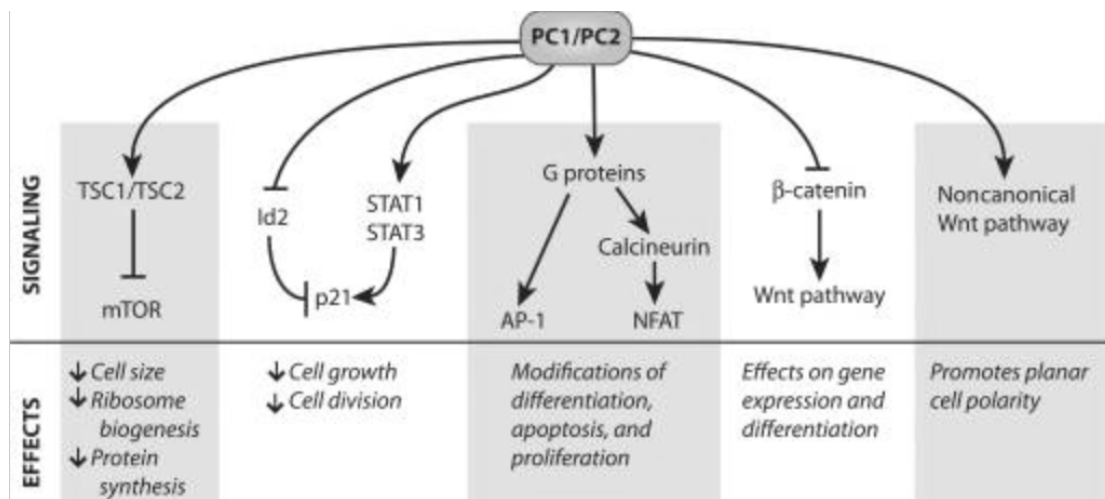 PC1/PC2
SIGNALING
TSC1/TSC2
mTOR
Id2
STAT1
STAT3
p21
G proteins
Calcineurin
AP-1
NFAT
β-catenin
Wnt pathway
Noncanonical
Wnt pathway
EFFECTS
↓ Cell size
↓ Ribosome
biogenesis
↓ Protein
synthesis
↓ Cell growth
↓ Cell division
Modifications of
differentiation,
apoptosis, and
proliferation
Effects on gene
expression and
differentiation
Promotes planar
cell polarity